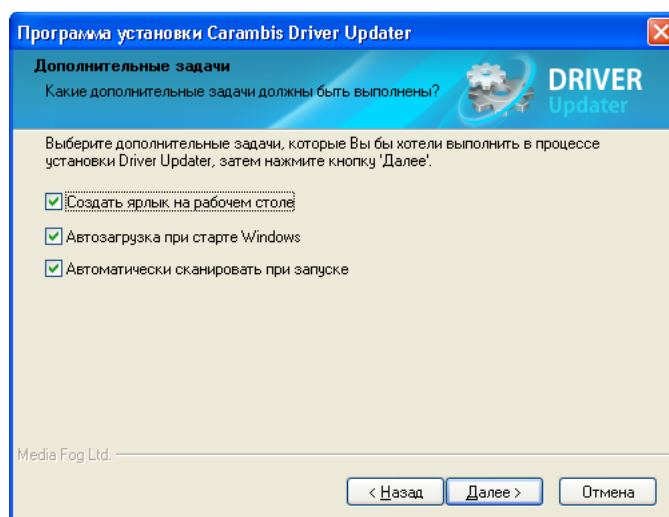 Программа установки Carambis Driver Updater
Дополнительные задачи
Какие дополнительные задачи должны быть выполнены?
DRIVER
Updater
Выберите дополнительные задачи, которые Вы бы хотели выполнить в процессе
установки Driver Updater, затем нажмите кнопку 'Далее'.
Создать ярлык на рабочем столе
Автозагрузка при старте Windows
Автоматически сканировать при запуске
Media Fog Ltd.
< Назад
Далее >
Отмена